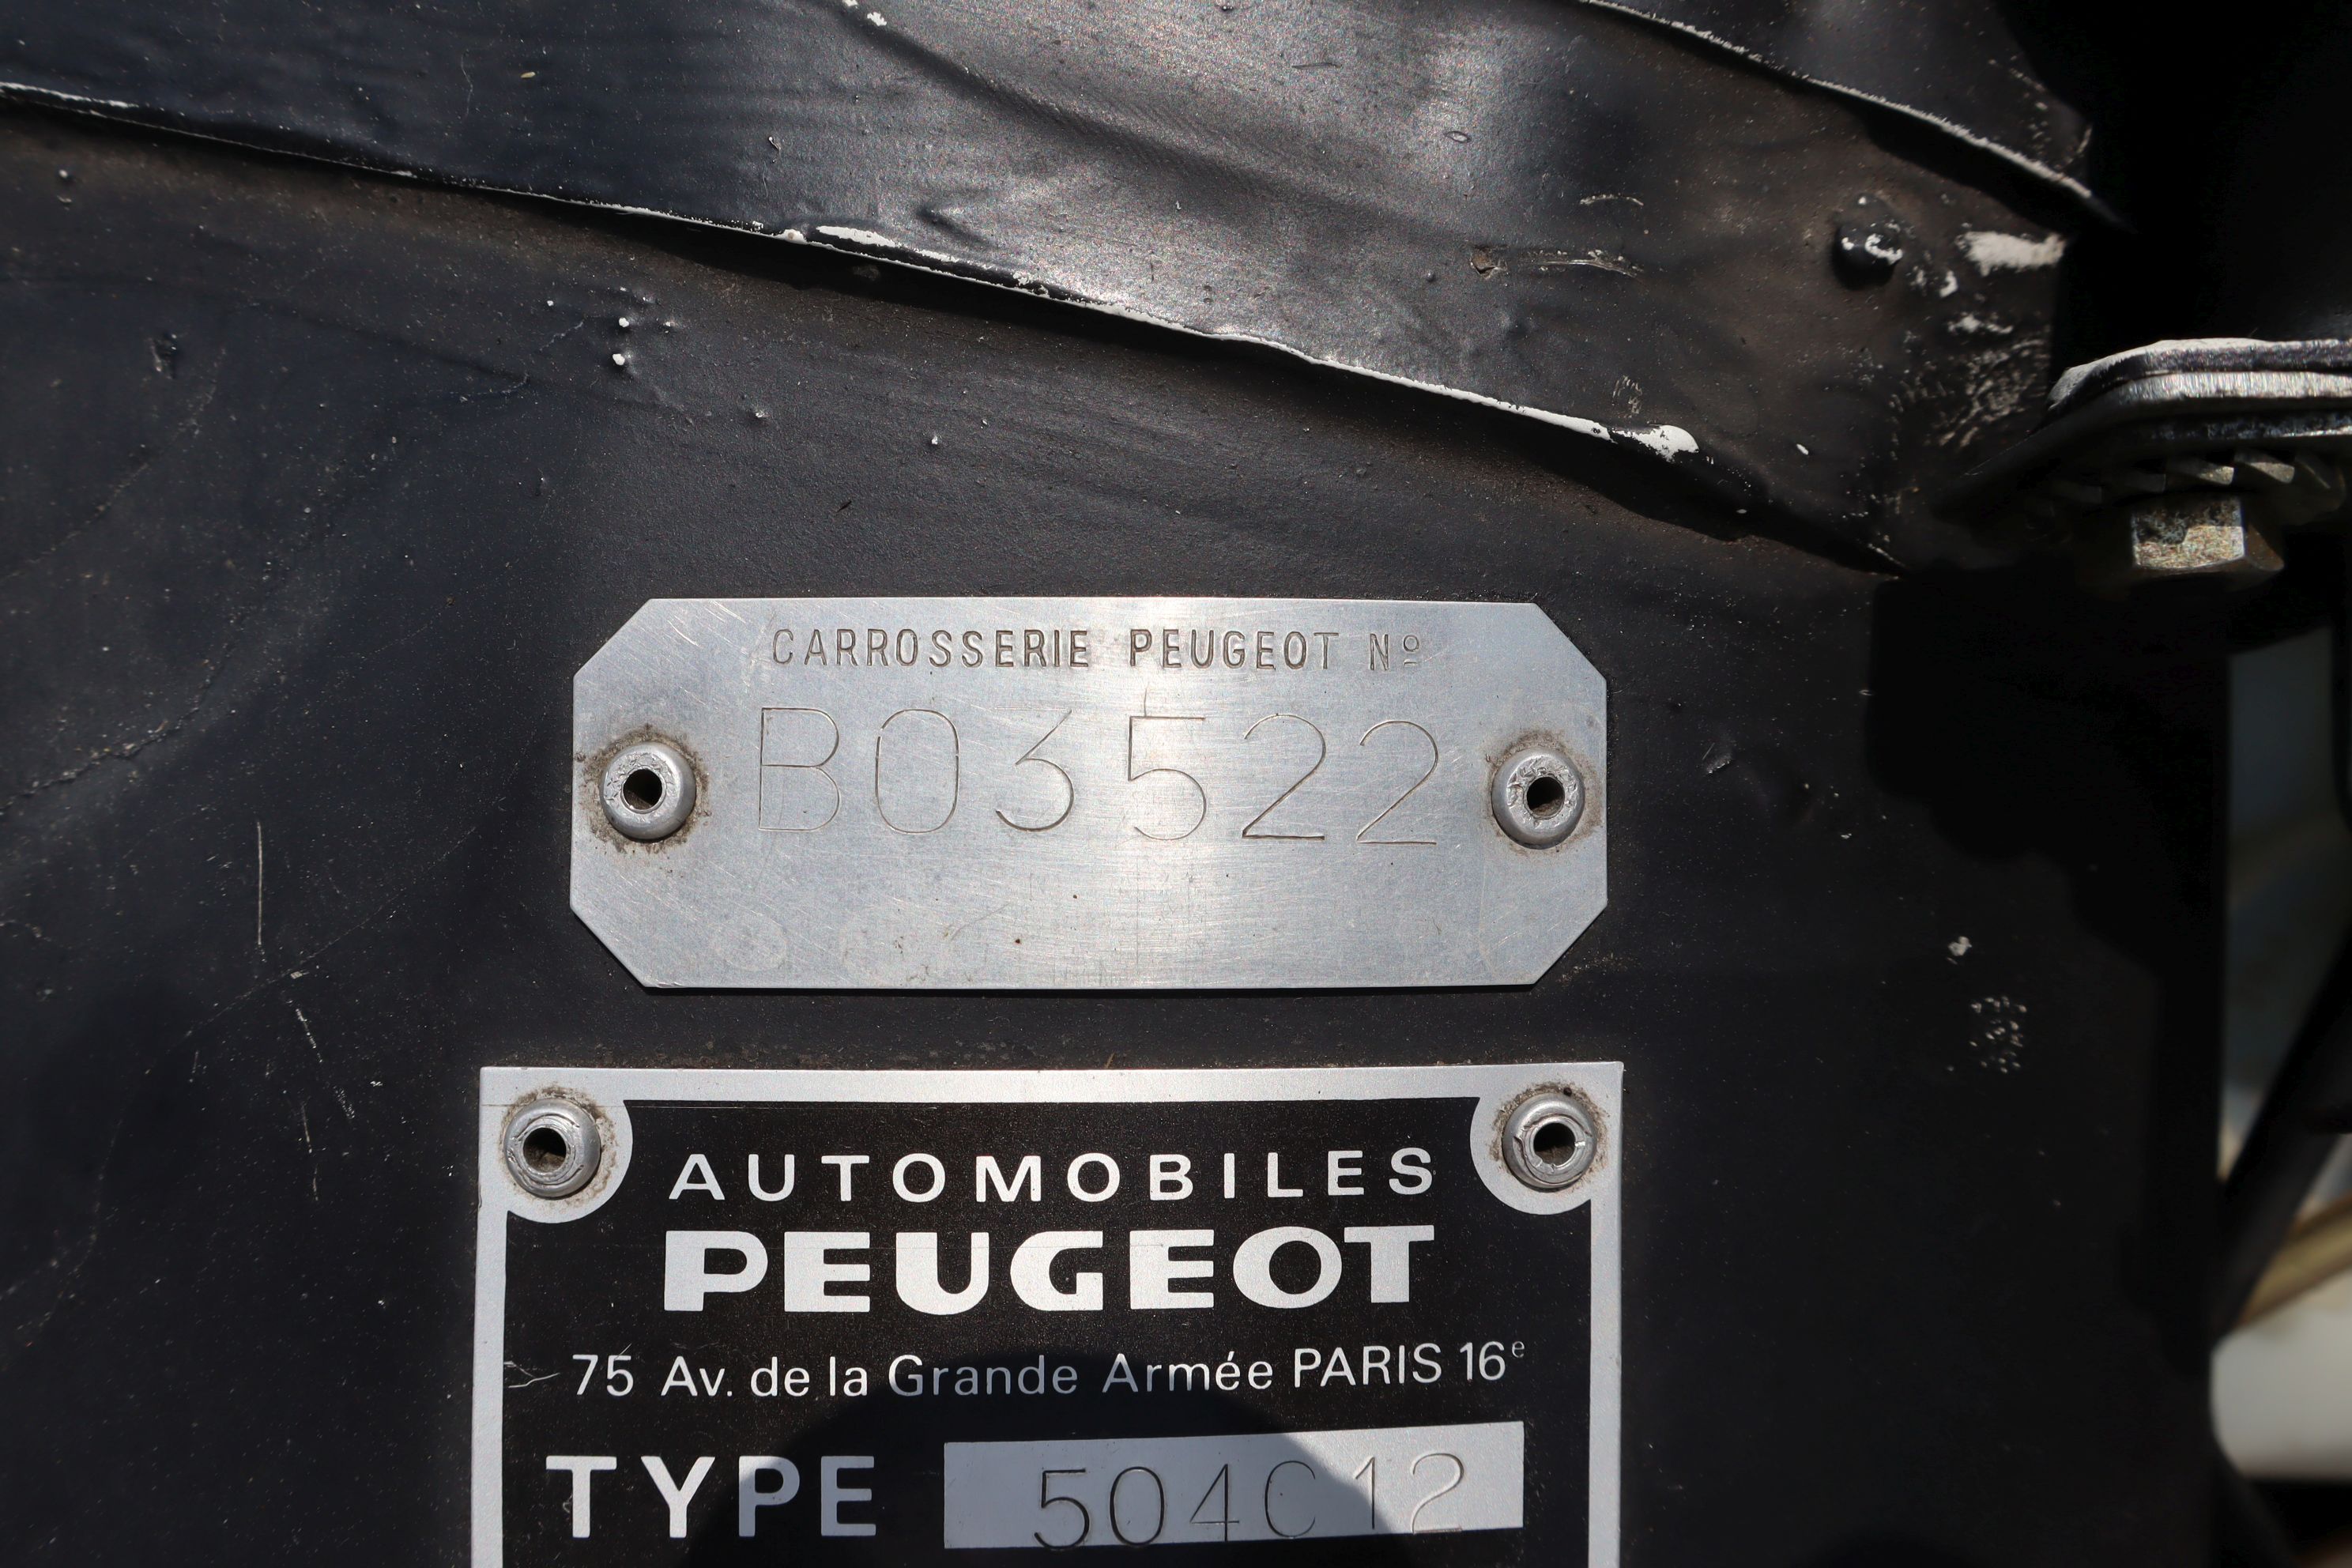 CARROSSERIE PEUGEOT Nº
B03522
AUTOMOBILES
PEUGEOT
75 Av. de la Grande Armée PARIS 16e
TYPE 504C12